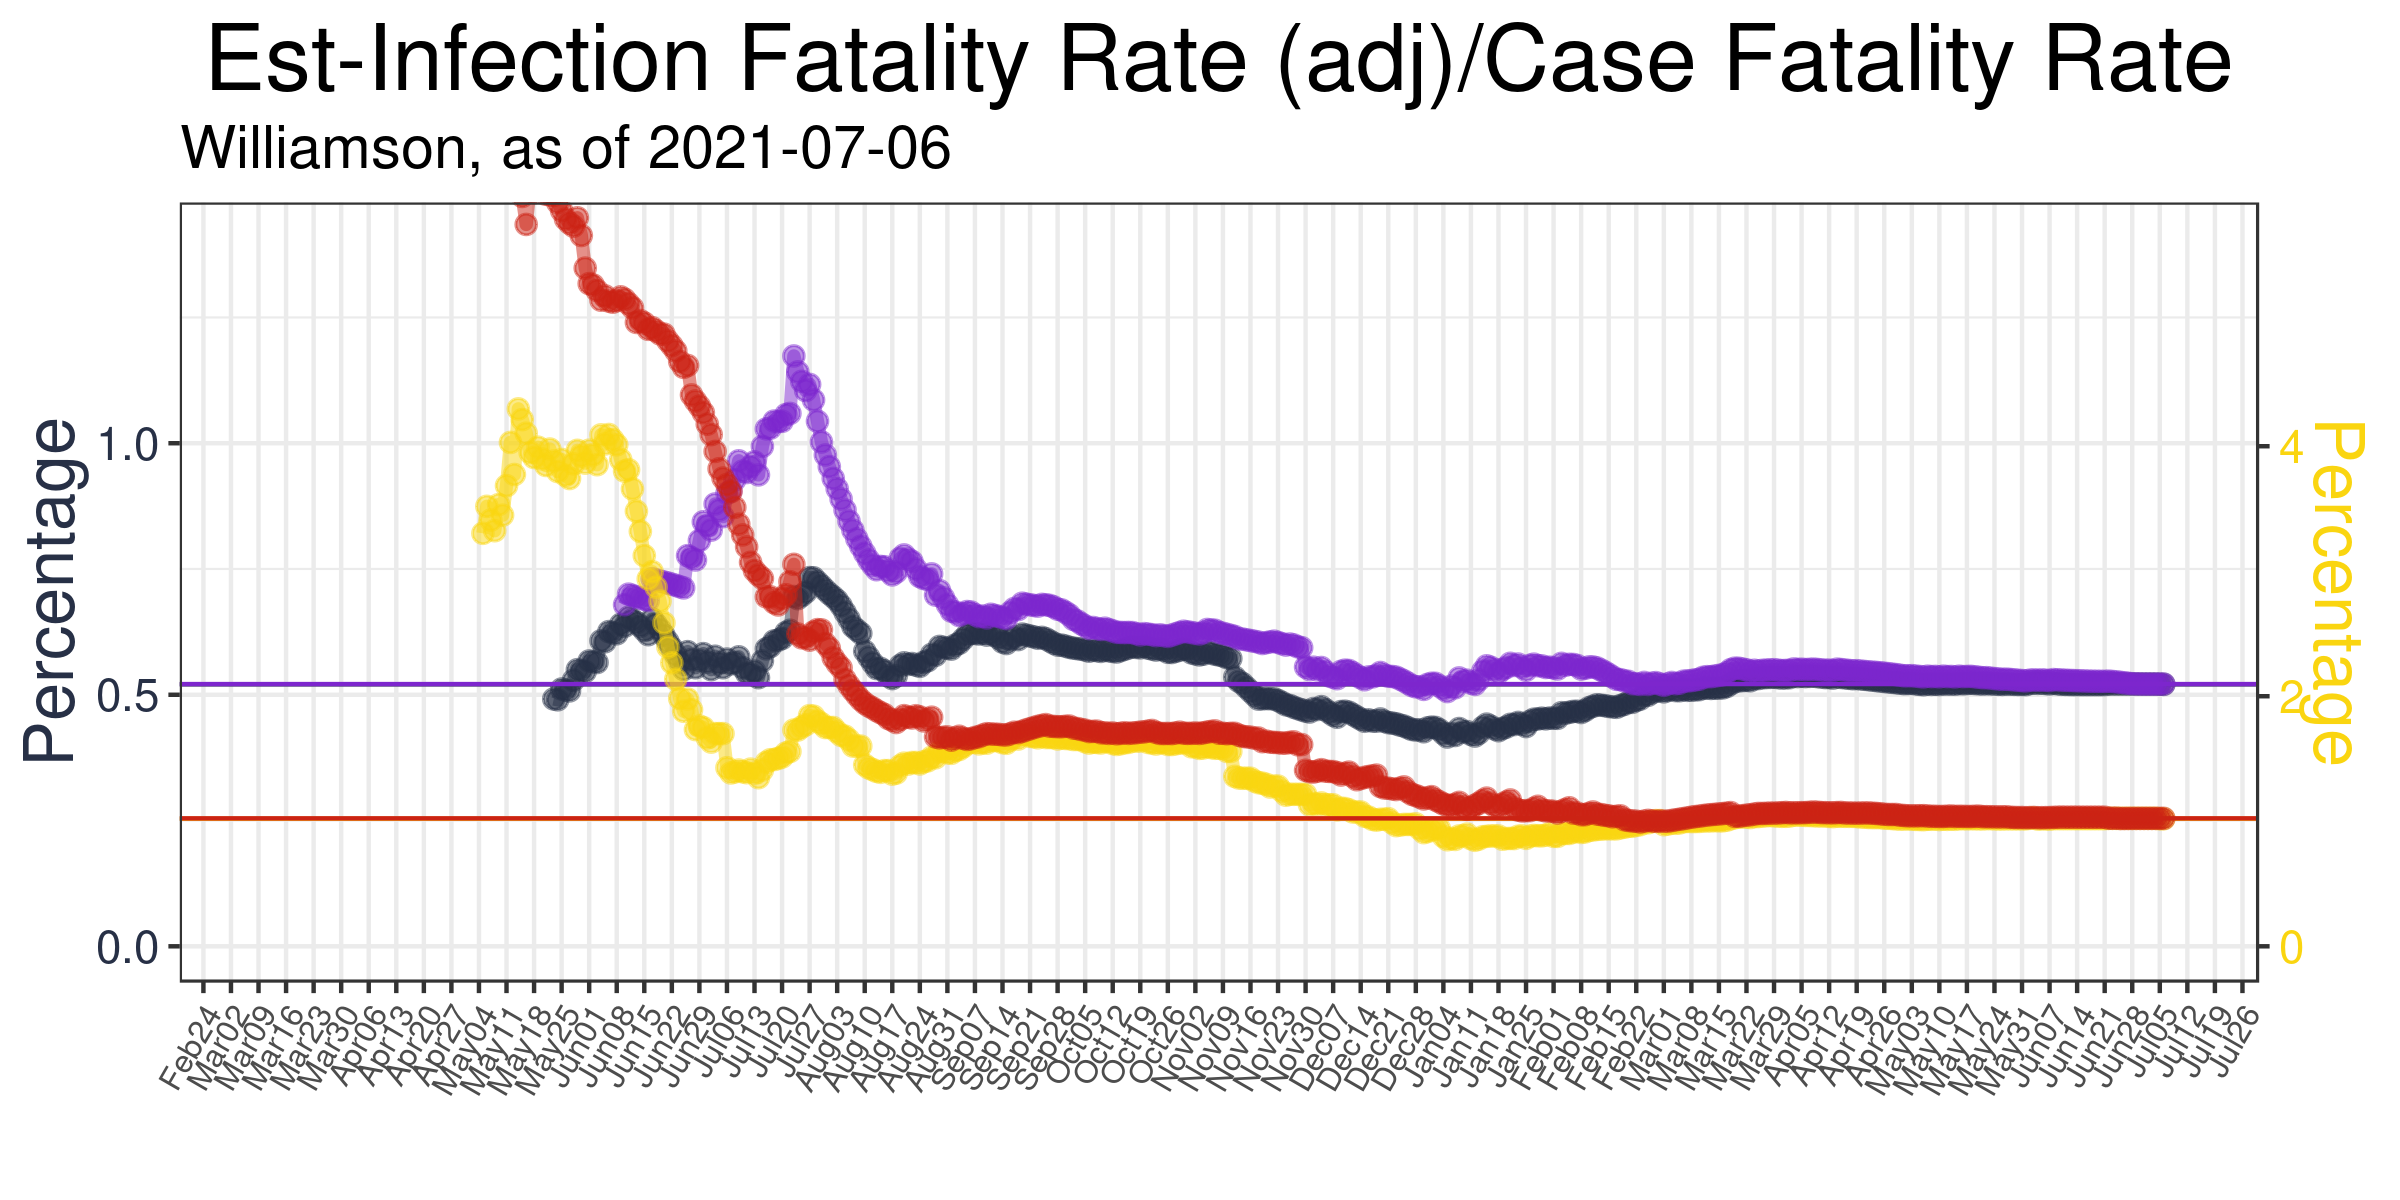 Est-Infection Fatality Rate (adj)/Case Fatality Rate
Williamson, as of 2021-07-06
Percentage
1.0
0.5
0.0
4
2
0
Percentage
Feb24
Mar02
Mar09
Mar16
Mar23
Mar30
Apr06
Apr13
Apr20
Apr27
May04
May11
May18
May25
Jun01
Jun08
Jun15
Jun22
Jun29
Jul06
Jul13
Jul20
Jul27
Aug03
Aug10
Aug17
Aug24
Aug31
Sep07
Sep14
Sep21
Sep28
Oct05
Oct12
Oct19
Oct26
Nov02
Nov09
Nov16
Nov23
Nov30
Dec07
Dec14
Dec21
Dec28
Jan04
Jan11
Jan18
Jan25
Feb01
Feb08
Feb15
Feb22
Mar01
Mar08
Mar15
Mar22
Mar29
Apr05
Apr12
Apr19
Apr26
May03
May10
May17
May24
May31
Jun07
Jun14
Jun21
Jun28
Jul05
Jul12
Jul19
Jul26